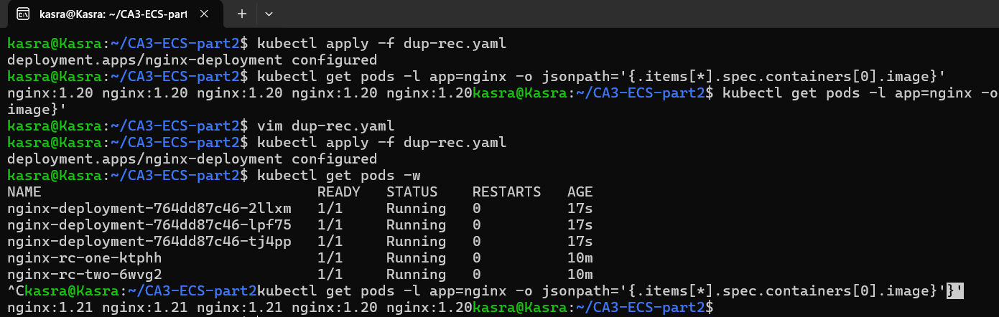 kasra@Kasra: ~/CA3-ECS-part
kasra@Kasra:~/CA3-ECS-part2$ kubectl apply -f dup-rec.yaml
deployment.apps/nginx-deployment configured
kasra@Kasra:~/CA3-ECS-part2$ kubectl get pods -l app=nginx -o jsonpath='{.items[*].spec.containers[0].image}'
nginx:1.20 nginx:1.20 nginx:1.20 nginx:1.20 nginx:1.20kasra@Kasra:~/CA3-ECS-part2$ kubectl get pods -l app=nginx -o
image}'
kasra@Kasra:~/CA3-ECS-part2$ vim dup-rec.yaml
kasra@Kasra:~/CA3-ECS-part2$ kubectl apply -f dup-rec.yaml
deployment.apps/nginx-deployment configured
kasra@Kasra:~/CA3-ECS-part2$ kubectl get pods -w
NAME READY STATUS RESTARTS AGE
nginx-deployment-764dd87c46-2llxm 1/1 Running 0 17s
nginx-deployment-764dd87c46-lpf75 1/1 Running 0 17s
nginx-deployment-764dd87c46-tj4pp 1/1 Running 0 17s
nginx-rc-one-ktphh 1/1 Running 0 10m
nginx-rc-two-6wvg2 1/1 Running 0 10m
^Ckasra@Kasra:~/CA3-ECS-part2kubectl get pods -l app=nginx -o jsonpath='{.items[*].spec.containers[0].image}'}'
nginx:1.21 nginx:1.21 nginx:1.21 nginx:1.20 nginx:1.20kasra@Kasra:~/CA3-ECS-part2$